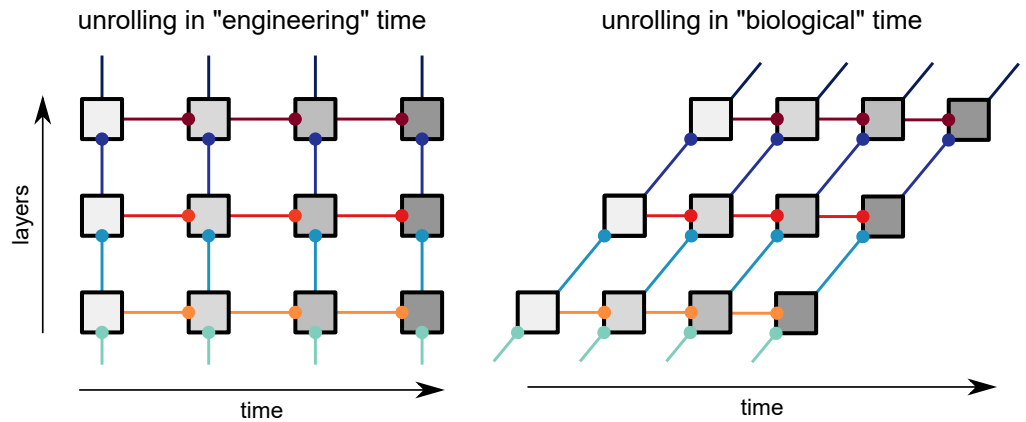 unrolling in "engineering" time
unrolling in "biological" time
layers
time
time